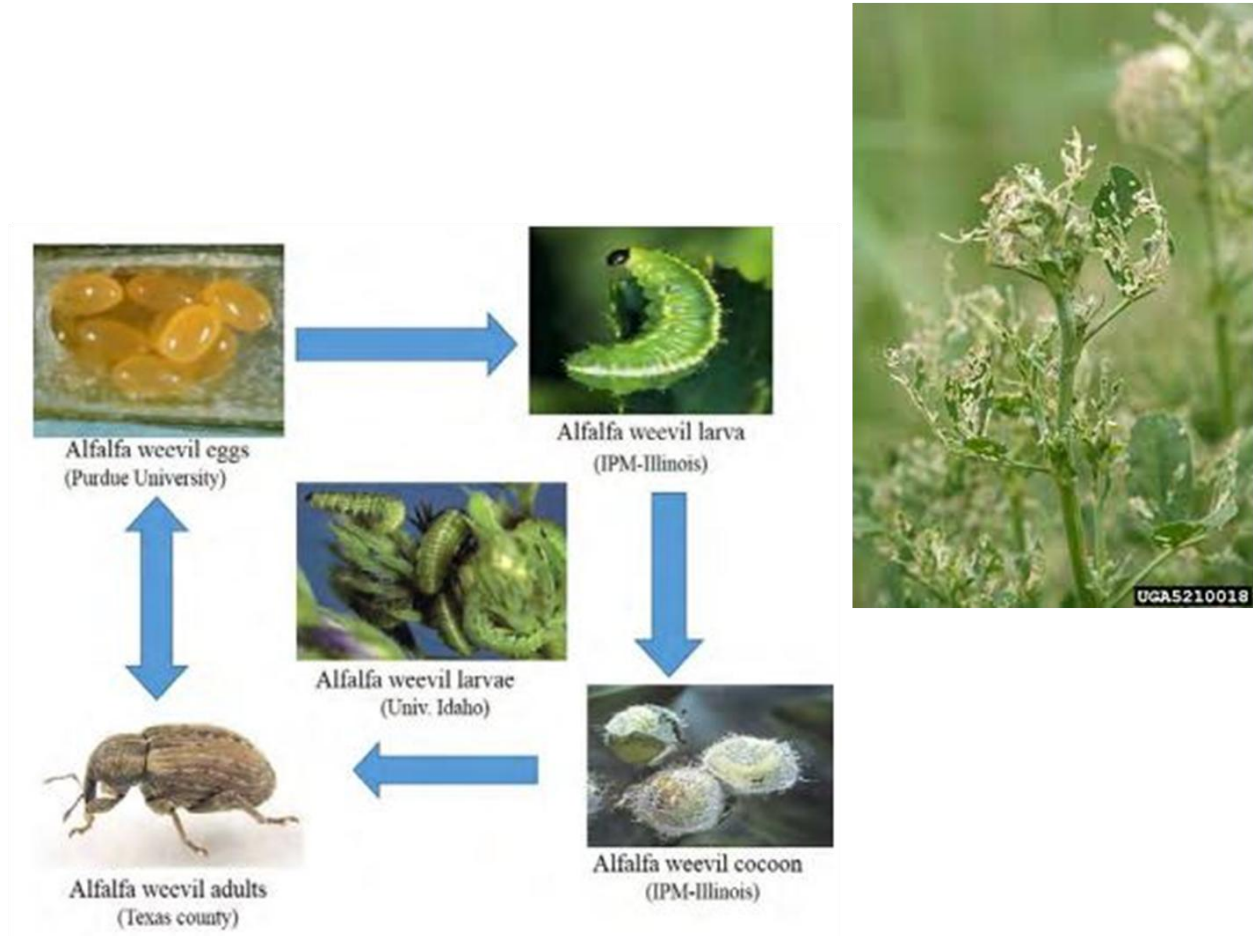 Alfalfa weevil eggs
(Purdue University)
Alfalfa weevil larva
(IPM-Illinois)
Alfalfa weevil larvae
(Univ. Idaho)
Alfalfa weevil adults
(Texas county)
Alfalfa weevil cocoon
(IPM-Illinois)
UGA5210018